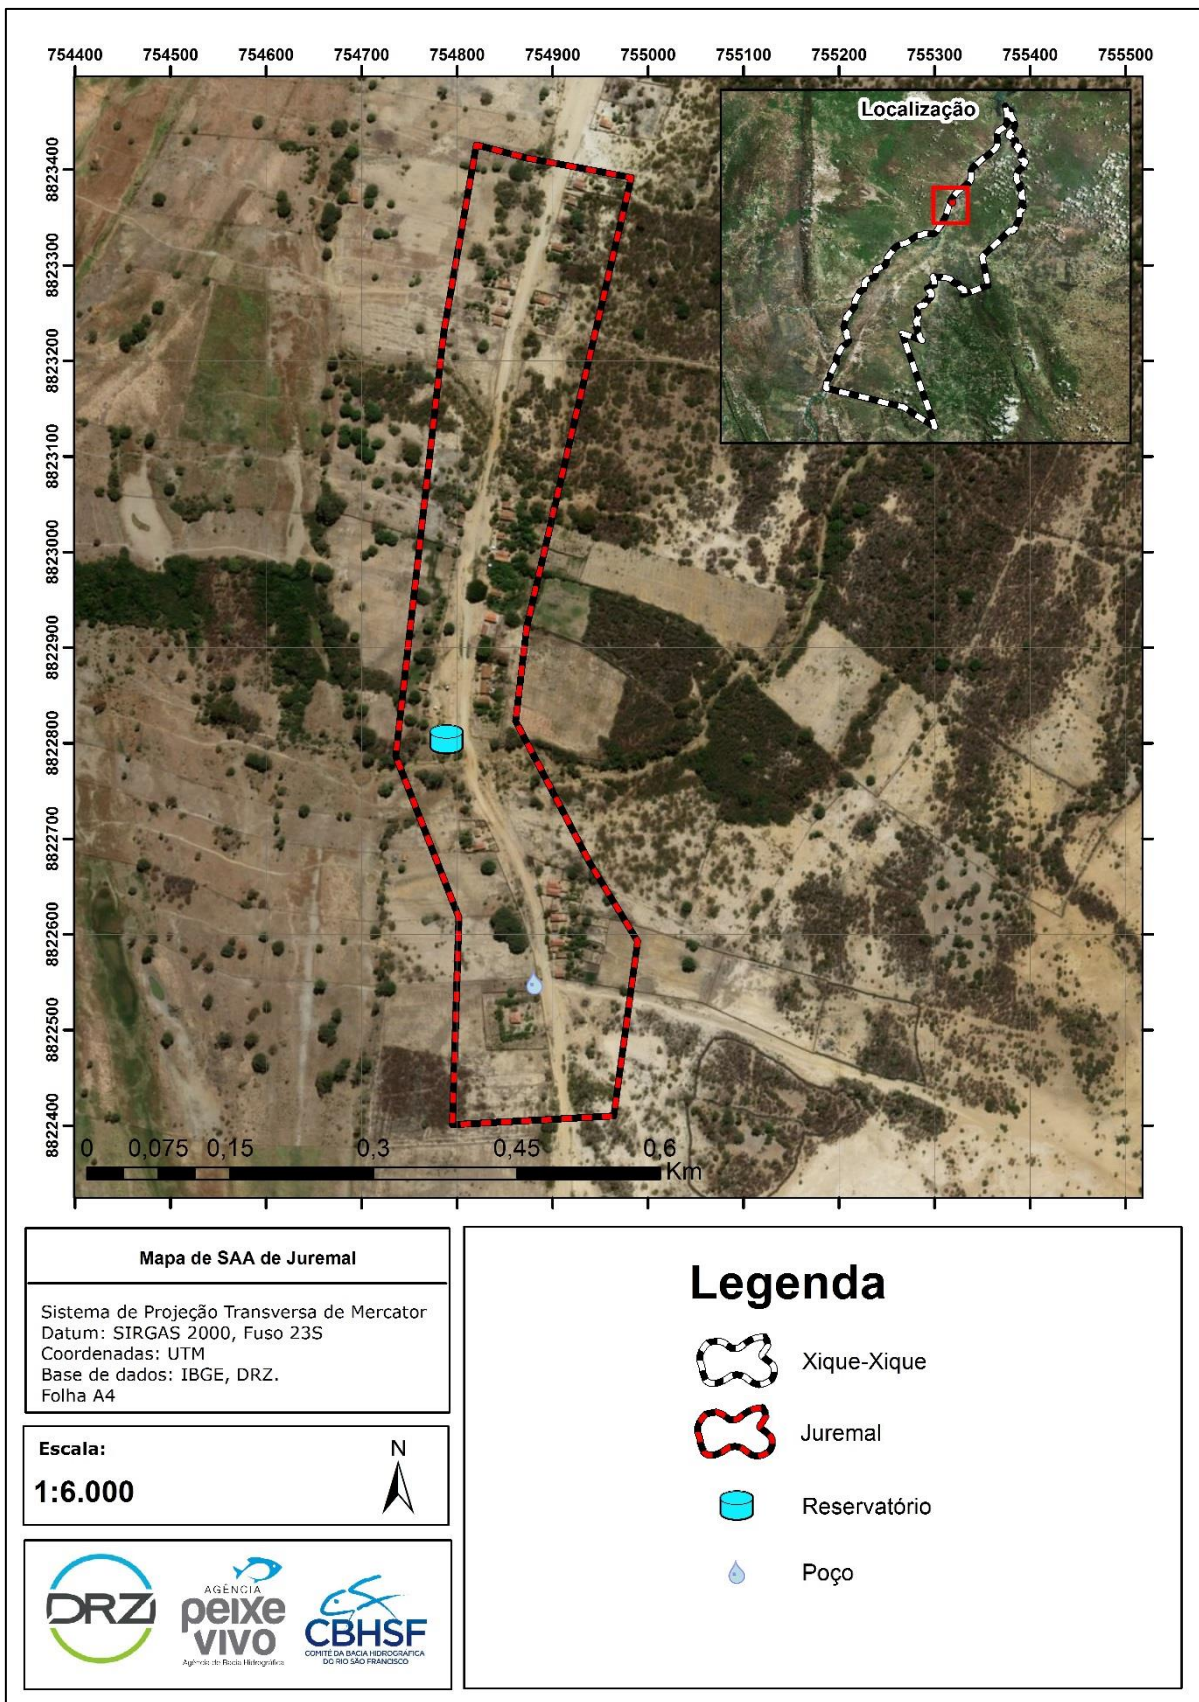 754400 754500 754600 754700 754800 754900 755000 755100 755200 755300 755400 755500
Localização
8823400
8823300
8823200
8823100
8823000
8822900
8822800
8822700
8822600
8822500
8822400
0 0,075 0,15 0,3 0,45 0,6
Km
Mapa de SAA de Juremal
Sistema de Projeção Transversa de Mercator
Datum: SIRGAS 2000, Fuso 23S
Coordenadas: UTM
Base de dados: IBGE, DRZ.
Folha A4
Escala:
1:6.000
N
DRZ
AGÊNCIA
peixe
vivo
Agência de Bacia Hidrográfica
CBHSF
COMITÊ DA BACIA HIDROGRÁFICA
DO RIO SÃO FRANCISCO
Legenda
Xique-Xique
Juremal
Reservatório
Poço